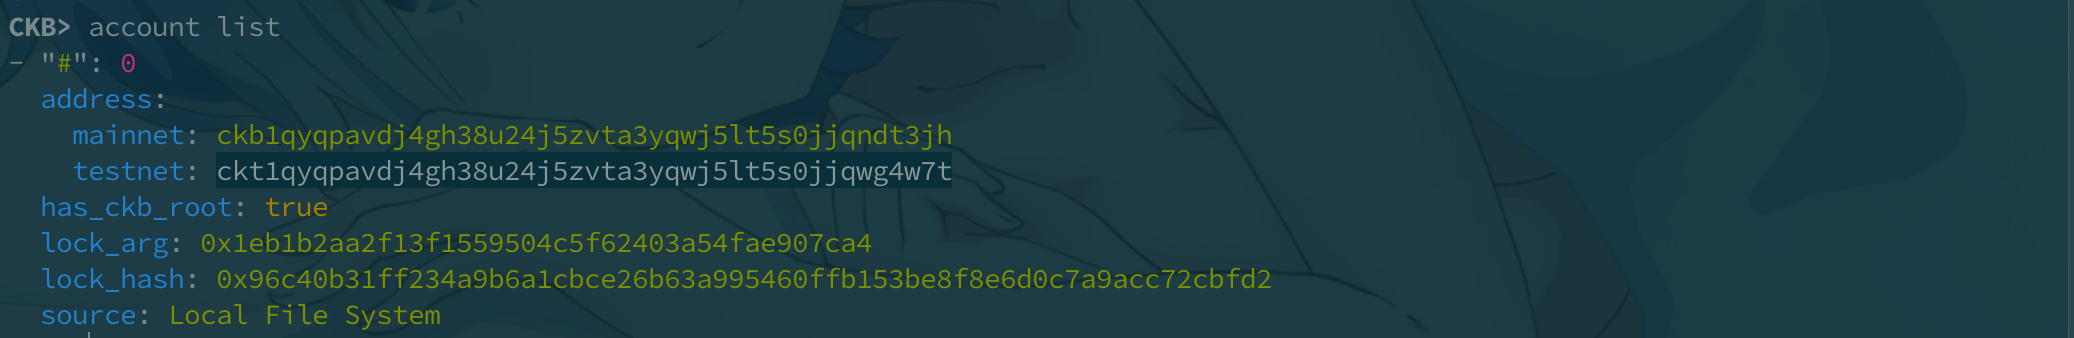 CKB> account list
- "#": 0
address:
mainnet: ckb1qyqpavdj4gh38u24j5zvta3yqwj5lt5s0jjqndt3jh
testnet: ckt1qyqpavdj4gh38u24j5zvta3yqwj5lt5s0jjqwg4w7t
has_ckb_root: true
lock_arg: 0x1eb1b2aa2f13f1559504c5f62403a54fae907ca4
lock_hash: 0x96c40b31ff234a9b6a1cbce26b63a995460ffb153be8f8e6d0c7a9acc72cbfd2
source: Local File System